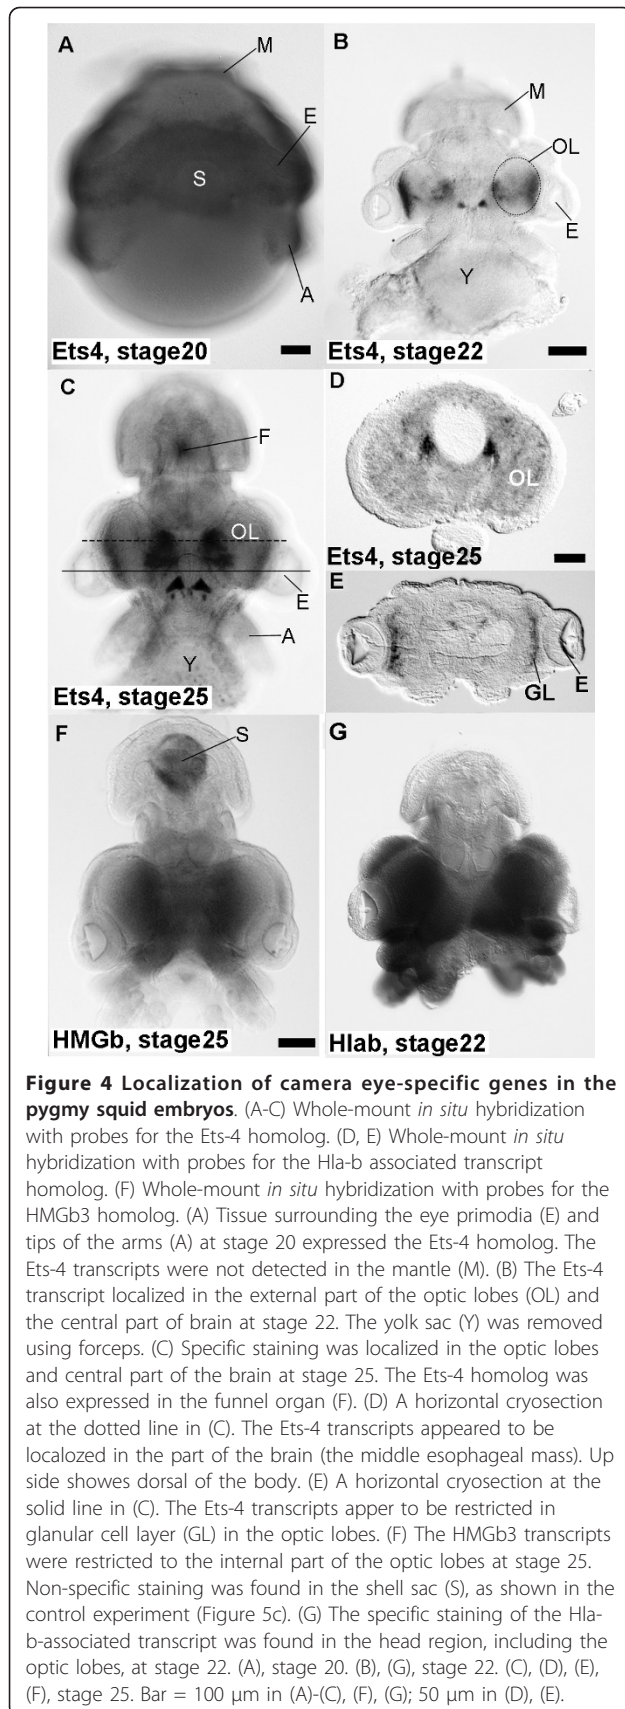 A
M
E
S
A
Ets4, stage20
B
M
OL
E
Y
Ets4, stage22
C
F
OL
E
A
Y
Ets4, stage25
D
OL
Ets4, stage25
E
GL
E
F
S
HMGb, stage25
G
Hlab, stage22
Figure 4 Localization of camera eye-specific genes in the
pygmy squid embryos. (A-C) Whole-mount in situ hybridization
with probes for the Ets-4 homolog. (D, E) Whole-mount in situ
hybridization with probes for the Hla-b associated transcript
homolog. (F) Whole-mount in situ hybridization with probes for the
HMGb3 homolog. (A) Tissue surrounding the eye primodia (E) and
tips of the arms (A) at stage 20 expressed the Ets-4 homolog. The
Ets-4 transcripts were not detected in the mantle (M). (B) The Ets-4
transcript localized in the external part of the optic lobes (OL) and
the central part of brain at stage 22. The yolk sac (Y) was removed
using forceps. (C) Specific staining was localized in the optic lobes
and central part of the brain at stage 25. The Ets-4 homolog was
also expressed in the funnel organ (F). (D) A horizontal cryosection
at the dotted line in (C). The Ets-4 transcripts appeared to be
localozed in the part of the brain (the middle esophageal mass). Up
side showes dorsal of the body. (E) A horizontal cryosection at the
solid line in (C). The Ets-4 transcripts apper to be restricted in
glanular cell layer (GL) in the optic lobes. (F) The HMGb3 transcripts
were restricted to the internal part of the optic lobes at stage 25.
Non-specific staining was found in the shell sac (S), as shown in the
control experiment (Figure 5c). (G) The specific staining of the Hla-
b-associated transcript was found in the head region, including the
optic lobes, at stage 22. (A), stage 20. (B), (G), stage 22. (C), (D), (E),
(F), stage 25. Bar = 100 μm in (A)-(C), (F), (G); 50 μm in (D), (E).